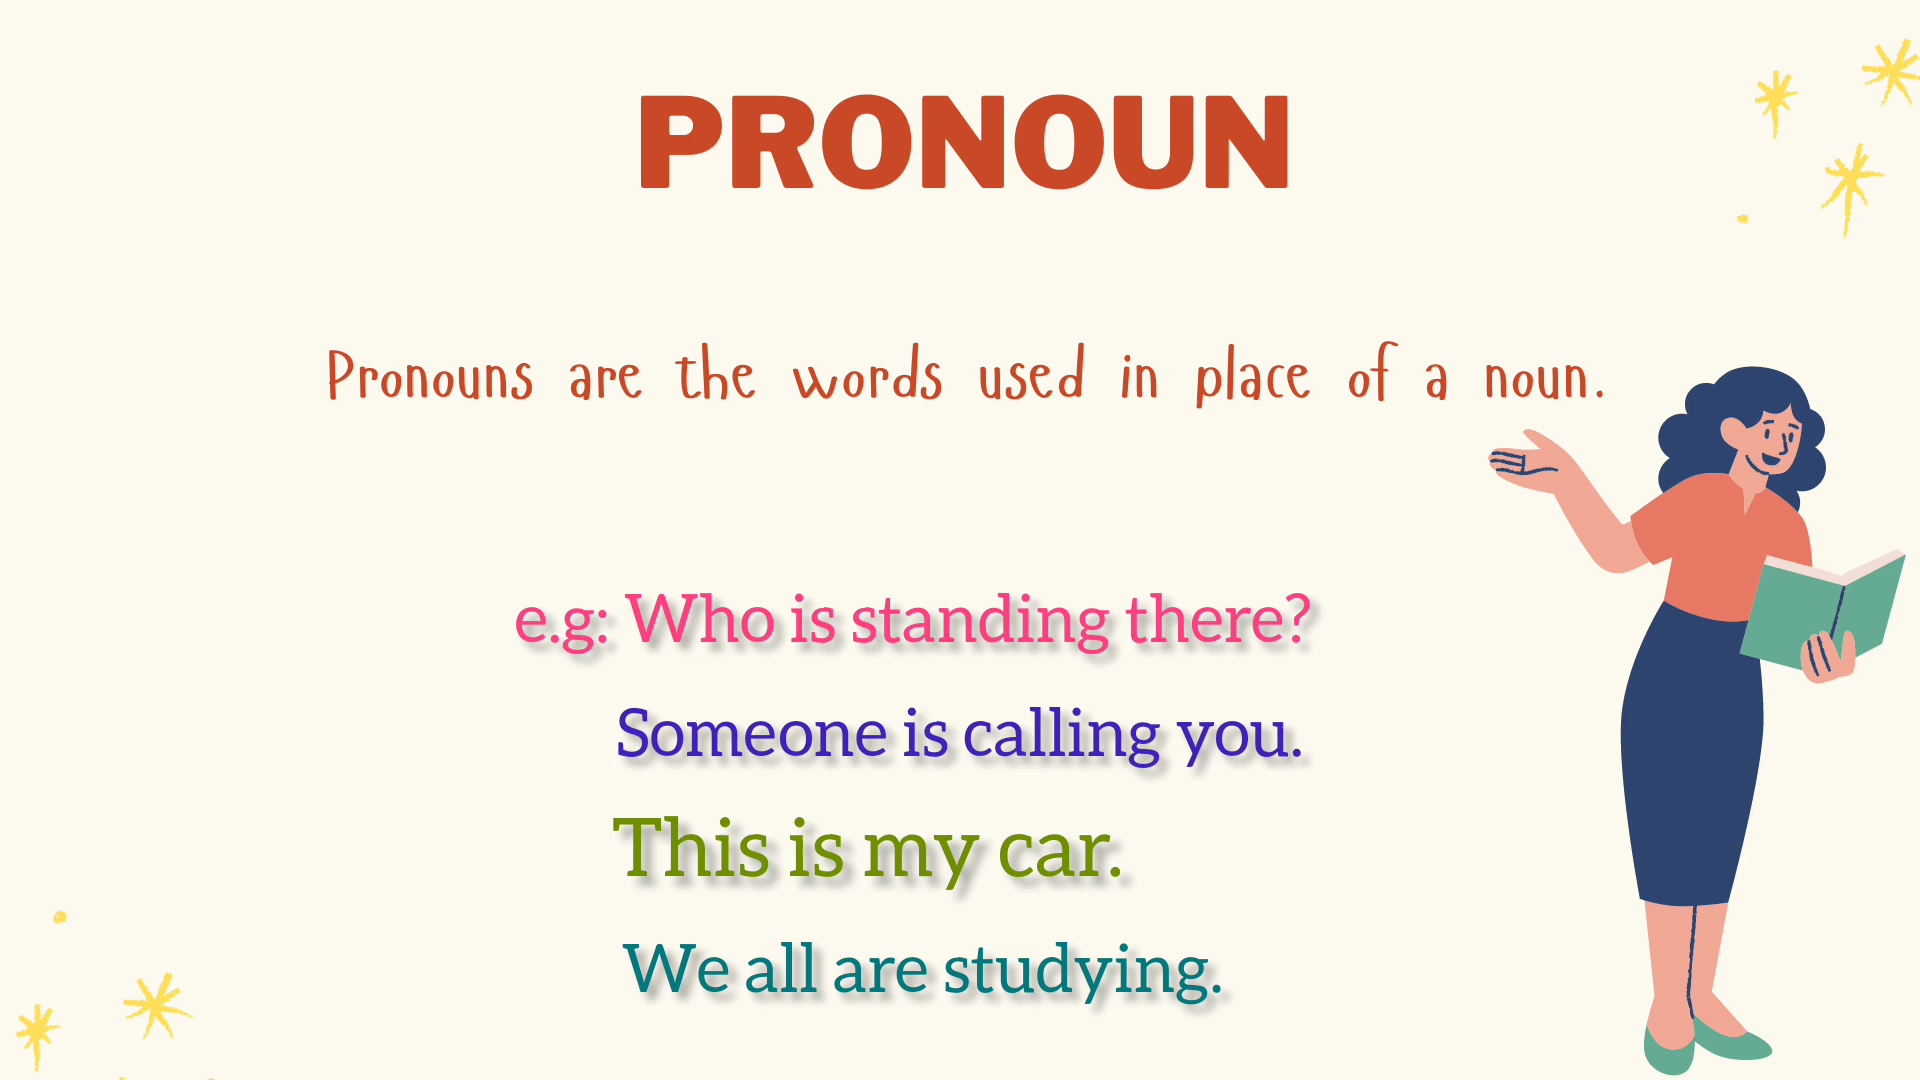 PRONOUN
Pronouns are the words used in place of a noun.
e.g: Who is standing there?
Someone is calling you.
This is my car.
We all are studying.